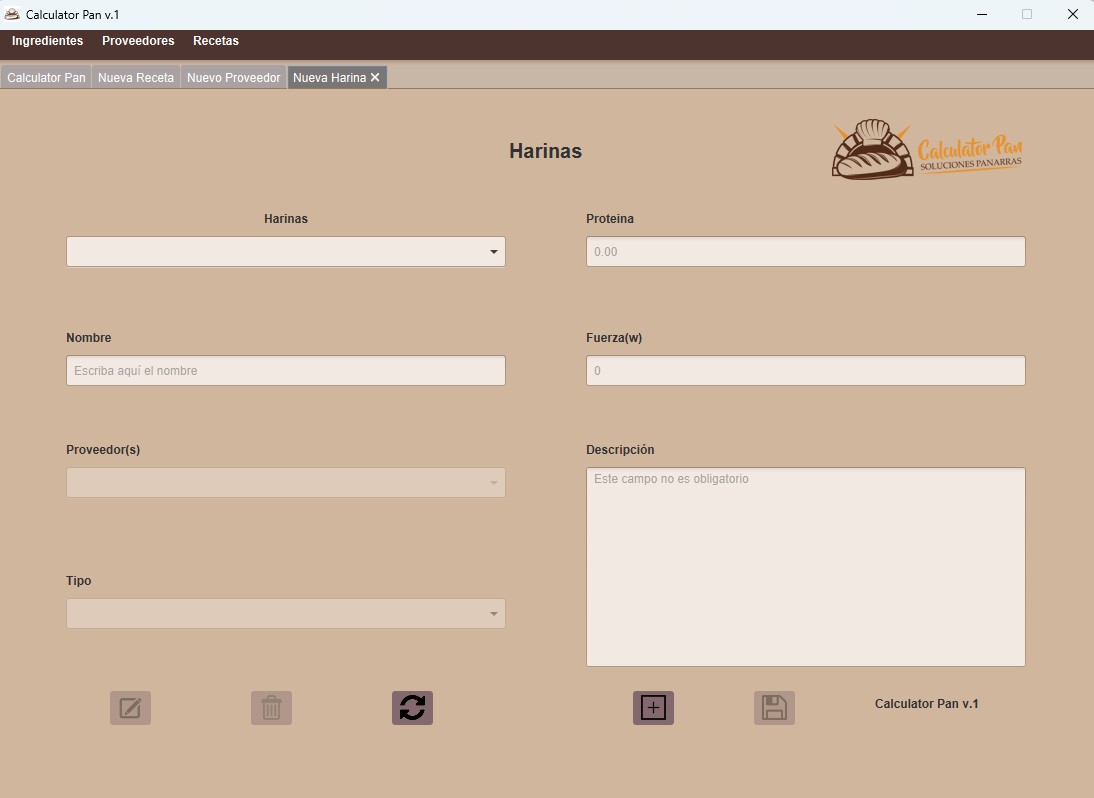 Calculator Pan v.1
Ingredientes Proveedores Recetas
Calculator Pan Nueva Receta Nuevo Proveedor Nueva Harina
Harinas
Calculator Pan
SOLUCIONES PANARRAS
Harinas
Proteina
0.00
Nombre
Fuerza(w)
Escriba aquí el nombre
0
Proveedor(s)
Descripción
Este campo no es obligatorio
Tipo
Calculator Pan v.1